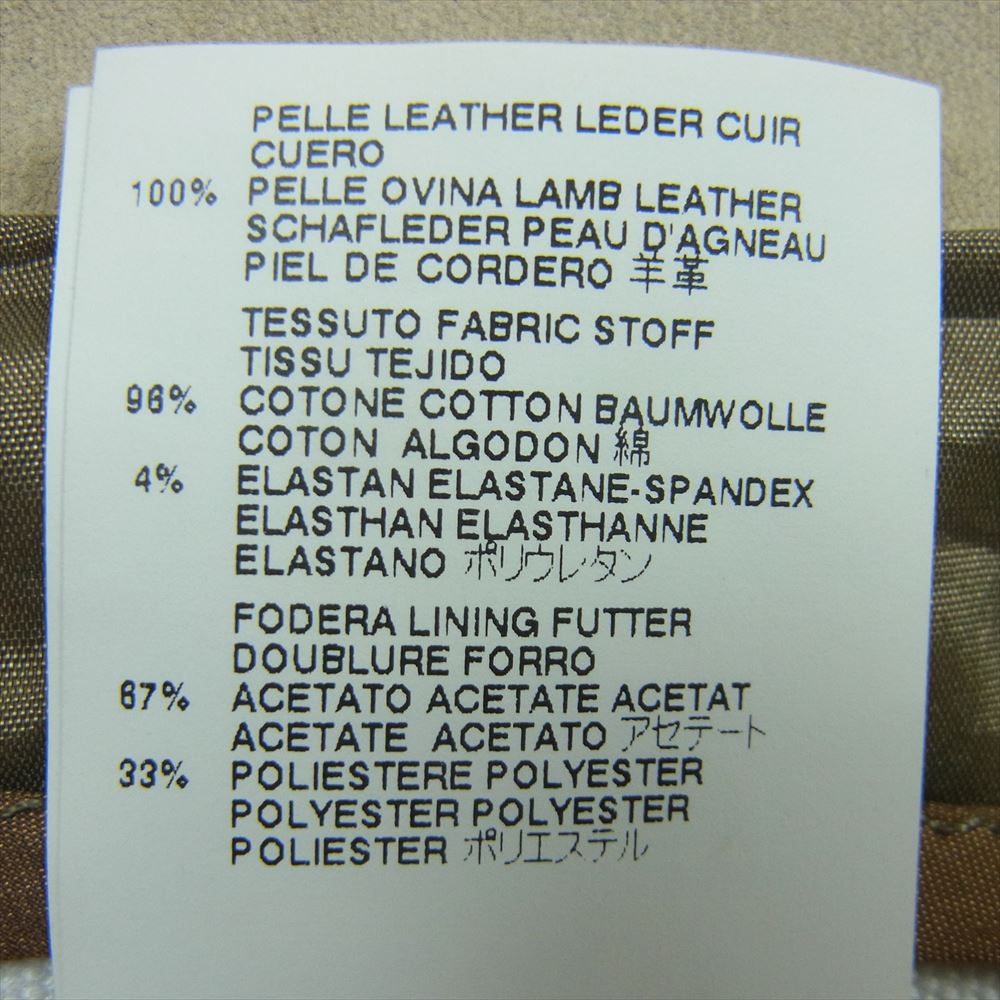 PELLE LEATHER LEDER CUIR
CUERO
100% PELLE OVINA LAMB LEATHER
SCHAFLEDER PEAU D'AGNEAU
PIEL DE CORDERO 羊革
TESSUTO FABRIC STOFF
TISSU TEJIDO
96% COTONE COTTON BAUMWOLLE
COTON ALGODON 綿
4% ELASTAN ELASTANE-SPANDEX
ELASTHAN ELASTHANNE
ELASTANO ポリウレタン
FODERA LINING FUTTER
DOUBLURE FORRO
67% ACETATO ACETATE ACETAT
ACETATE ACETATO アセテート
33% POLIESTERE POLYESTER
POLYESTER POLYESTER
POLIESTER ポリエステル